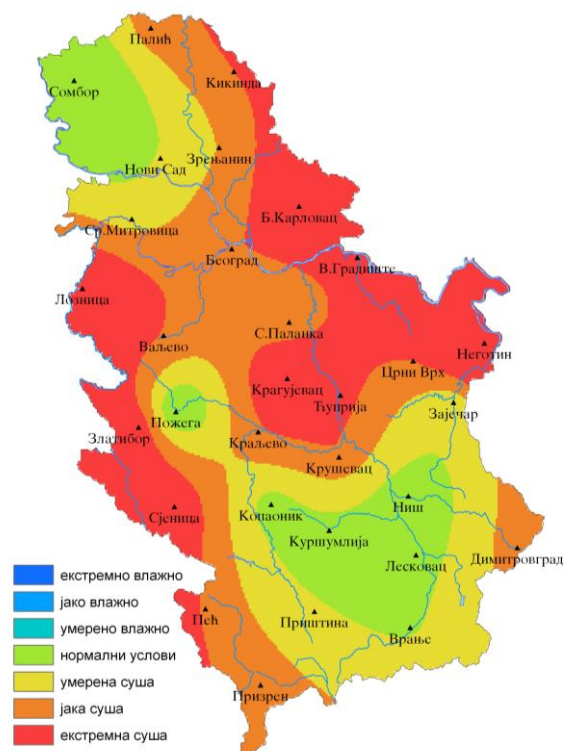 Палић
Кикинда
Сомбор
Зрењанин
Нови Сад
Б.Карловац
Ср.Митровица
Београд
В.Градиште
Лозница
С.Паланка
Ваљево
Неготин
Црни Врх
Крагујевац
Ћуприја
Зајечар
Пожега
Златибор
Краљево
Крушевац
Сјеница
Копаоник
Ниш
Куршумлија
Лесковац
Димитровград
Пећ
Приштина
Врање
Призрен
екстремно влажно
јако влажно
умерено влажно
нормални услови
умерена суша
јака суша
екстремна суша